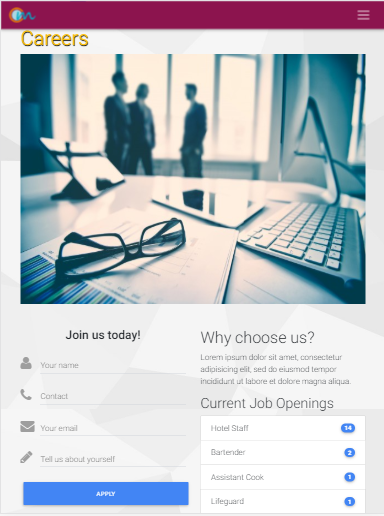 Careers
Join us today!
Your name
Contact
Your email
Tell us about yourself
APPLY
Why choose us?
Lorem ipsum dolor sit amet, consectetur
adipisicing elit, sed do eiusmod tempor
incididunt ut labore et dolore magna aliqua.
Current Job Openings
Hotel Staff 14
Bartender 2
Assistant Cook 1
Lifeguard 1